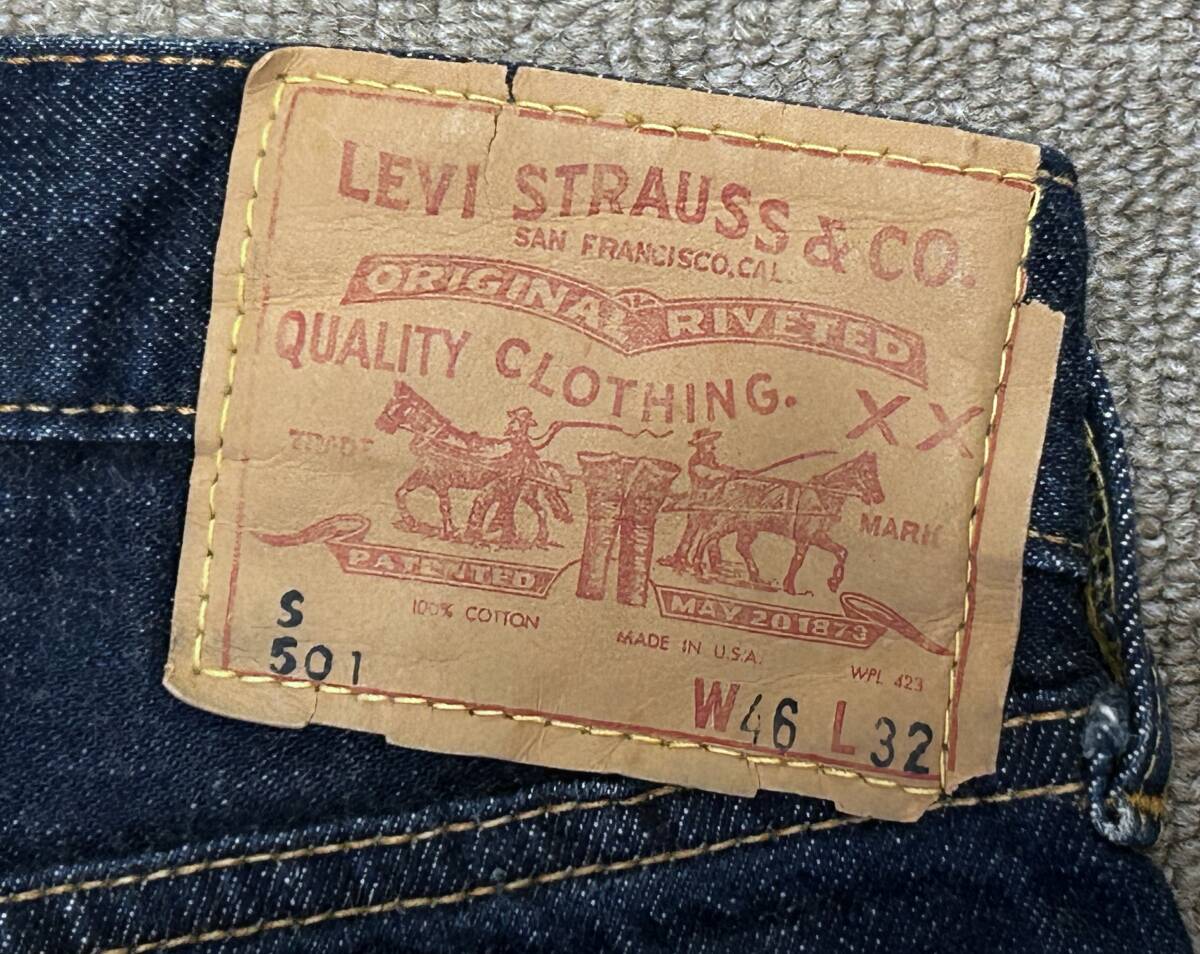 LEVI STRAUSS & CO.
SAN FRANCISCO, CAL.
ORIGINAL RIVETED
QUALITY CLOTHING.
XX
TRADE
MARK
PATENTED
MAY 20 1873
100% COTTON
MADE IN U.S.A.
WPL 423
S
501
W46 L32